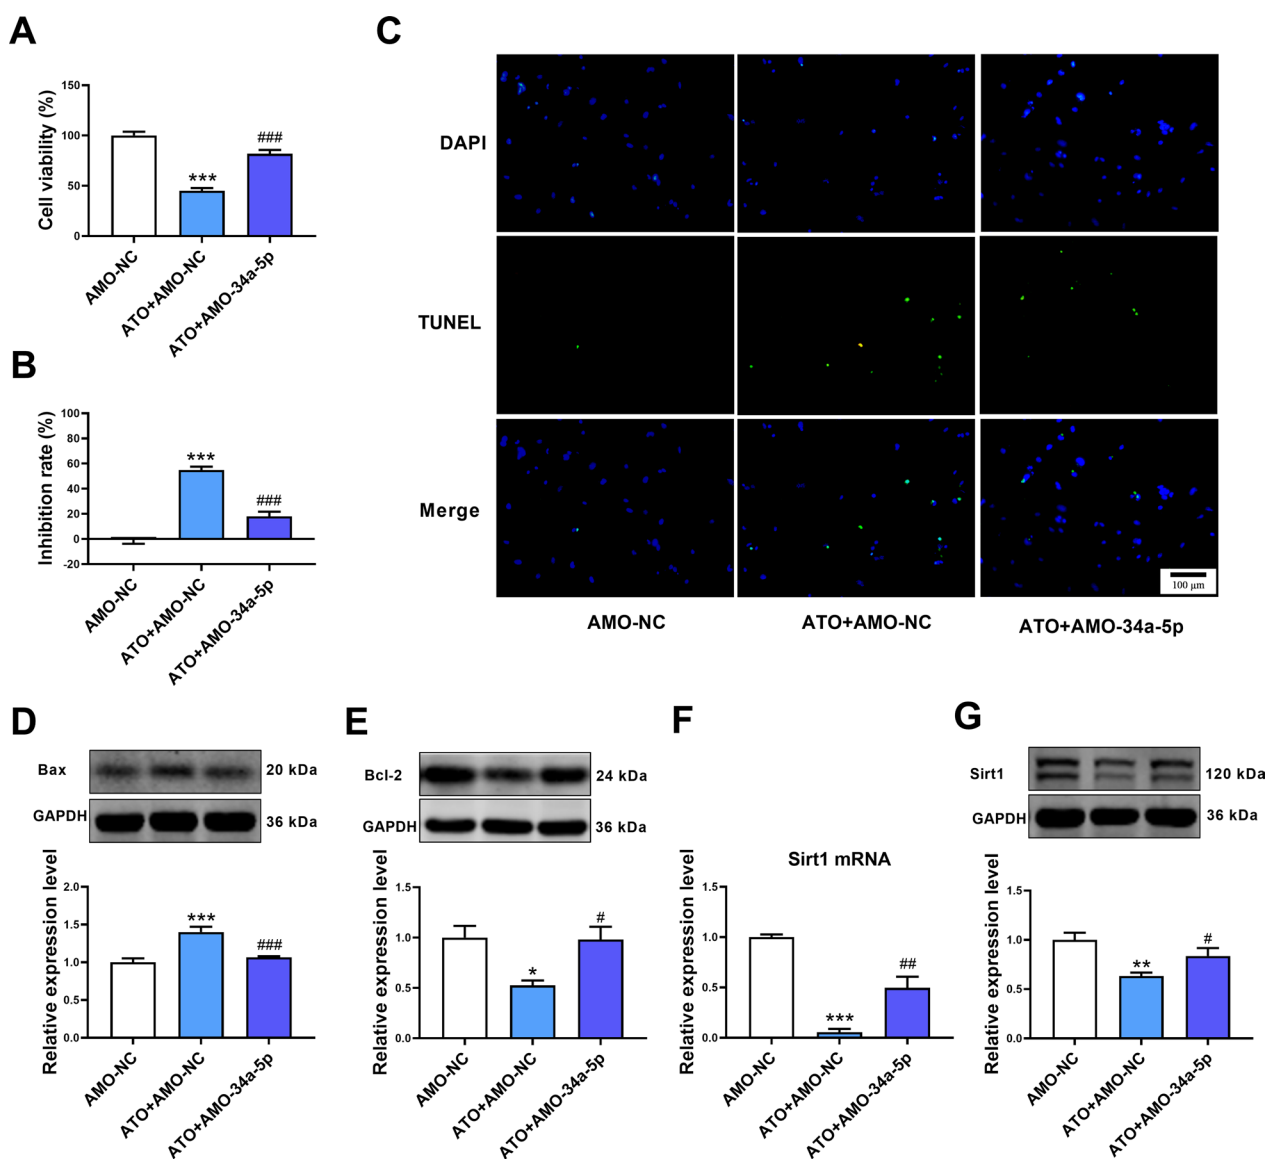 A
Cell viability (%)
150
100
50
0
***
###
AMO-NC
ATO+AMO-NC
ATO+AMO-34a-5p
B
Inhibition rate (%)
100
80
60
40
20
0
-20
***
###
AMO-NC
ATO+AMO-NC
ATO+AMO-34a-5p
C
DAPI
TUNEL
Merge
100 μm
AMO-NC
ATO+AMO-NC
ATO+AMO-34a-5p
D
Bax
20 kDa
GAPDH
36 kDa
Relative expression level
2.0
1.5
1.0
0.5
0.0
***
###
AMO-NC
ATO+AMO-NC
ATO+AMO-34a-5p
E
Bcl-2
24 kDa
GAPDH
36 kDa
Relative expression level
1.5
1.0
0.5
0.0
*
#
AMO-NC
ATO+AMO-NC
ATO+AMO-34a-5p
F
Sirt1 mRNA
Relative expression level
1.5
1.0
0.5
0.0
***
##
AMO-NC
ATO+AMO-NC
ATO+AMO-34a-5p
G
Sirt1
120 kDa
GAPDH
36 kDa
Relative expression level
1.5
1.0
0.5
0.0
**
#
AMO-NC
ATO+AMO-NC
ATO+AMO-34a-5p